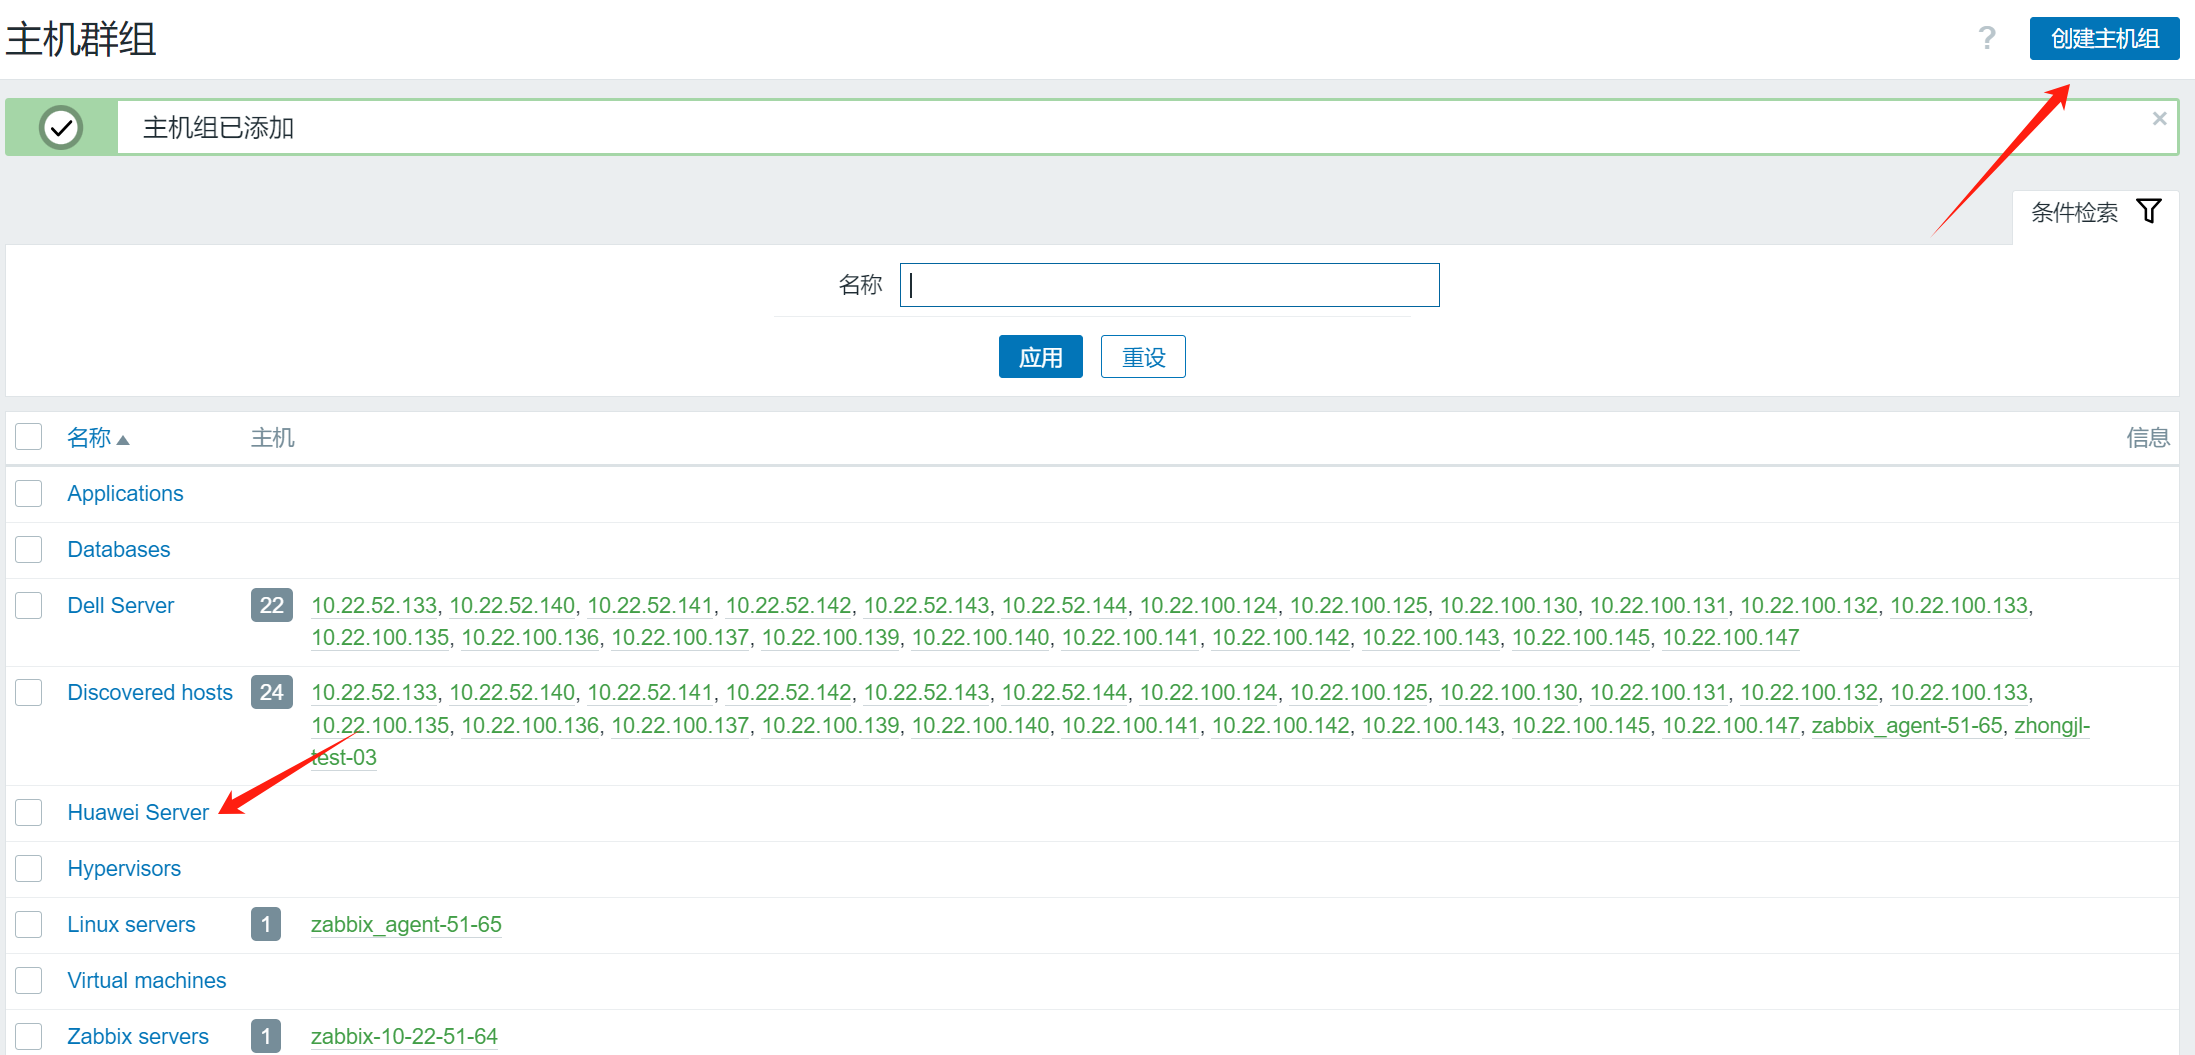 主机群组
? 创建主机组
主机组已添加
条件检索
名称
应用 重设
名称 主机 信息
Applications
Databases
Dell Server 22 10.22.52.133, 10.22.52.140, 10.22.52.141, 10.22.52.142, 10.22.52.143, 10.22.52.144, 10.22.100.124, 10.22.100.125, 10.22.100.130, 10.22.100.131, 10.22.100.132, 10.22.100.133,
10.22.100.135, 10.22.100.136, 10.22.100.137, 10.22.100.139, 10.22.100.140, 10.22.100.141, 10.22.100.142, 10.22.100.143, 10.22.100.145, 10.22.100.147
Discovered hosts 24 10.22.52.133, 10.22.52.140, 10.22.52.141, 10.22.52.142, 10.22.52.143, 10.22.52.144, 10.22.100.124, 10.22.100.125, 10.22.100.130, 10.22.100.131, 10.22.100.132, 10.22.100.133,
10.22.100.135, 10.22.100.136, 10.22.100.137, 10.22.100.139, 10.22.100.140, 10.22.100.141, 10.22.100.142, 10.22.100.143, 10.22.100.145, 10.22.100.147, zabbix_agent-51-65, zhongjl-
test-03
Huawei Server
Hypervisors
Linux servers 1 zabbix_agent-51-65
Virtual machines
Zabbix servers 1 zabbix-10-22-51-64